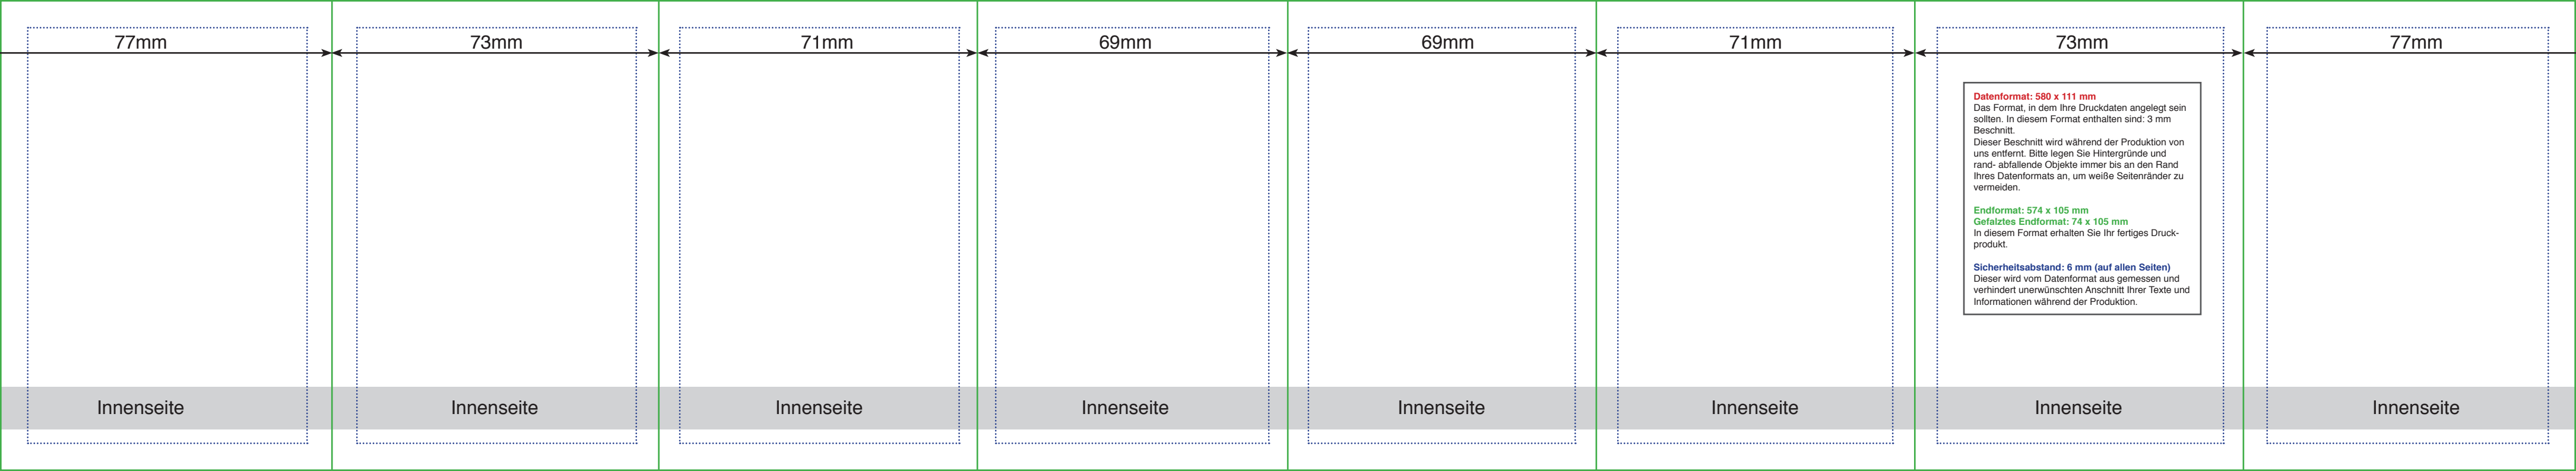 77mm
73mm
71mm
69mm
69mm
71mm
73mm
77mm
Datenformat: 580 x 111 mm
Das Format, in dem Ihre Druckdaten angelegt sein
sollten. In diesem Format enthalten sind: 3 mm
Beschnitt.
Dieser Beschnitt wird während der Produktion von
uns entfernt. Bitte legen Sie Hintergründe und
rand- abfallende Objekte immer bis an den Rand
Ihres Datenformats an, um weiße Seitenränder zu
vermeiden.
Endformat: 574 x 105 mm
Gefalztes Endformat: 74 x 105 mm
In diesem Format erhalten Sie Ihr fertiges Druck-
produkt.
Sicherheitsabstand: 6 mm (auf allen Seiten)
Dieser wird vom Datenformat aus gemessen und
verhindert unerwünschten Anschnitt Ihrer Texte und
Informationen während der Produktion.
Innenseite
Innenseite
Innenseite
Innenseite
Innenseite
Innenseite
Innenseite
Innenseite